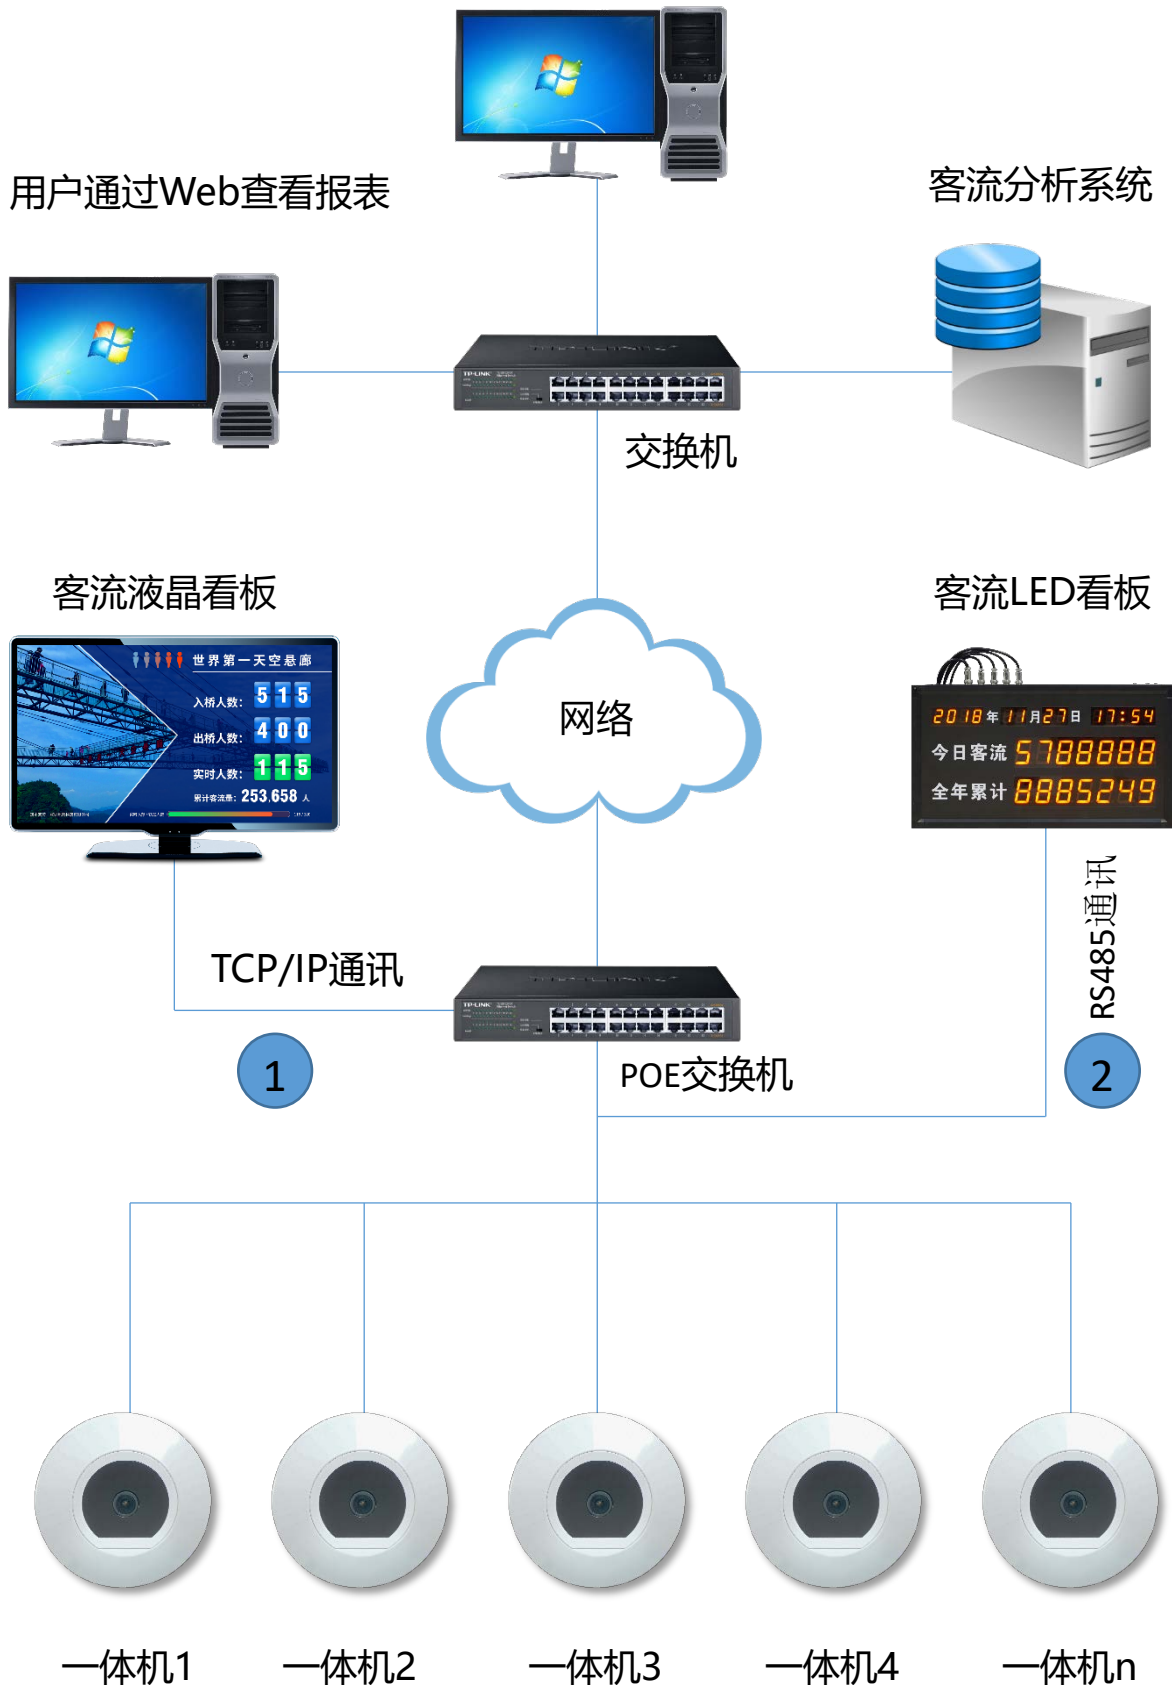 用户通过Web查看报表
客流分析系统
TP-LINK
交换机
客流液晶看板
客流LED看板
世界第一天空悬廊
入桥人数: 515
出桥人数: 400
实时人数: 115
累计客流量: 253,658 人
网络
2018年11月27日 17:54
今日客流 5788888
全年累计 8885249
RS485通讯
TCP/IP通讯
TP-LINK
POE交换机
1
2
一体机1
一体机2
一体机3
一体机4
一体机n